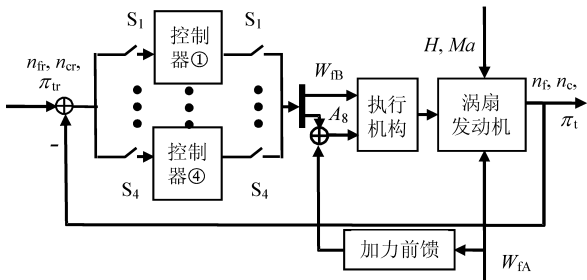 S1
S1
控制
器①
nfr, ncr,
πtr
-
S4
控制
器④
S4
WfB
A8
执行
机构
H, Ma
涡扇
发动机
nf, nc,
πt
加力前馈
WfA